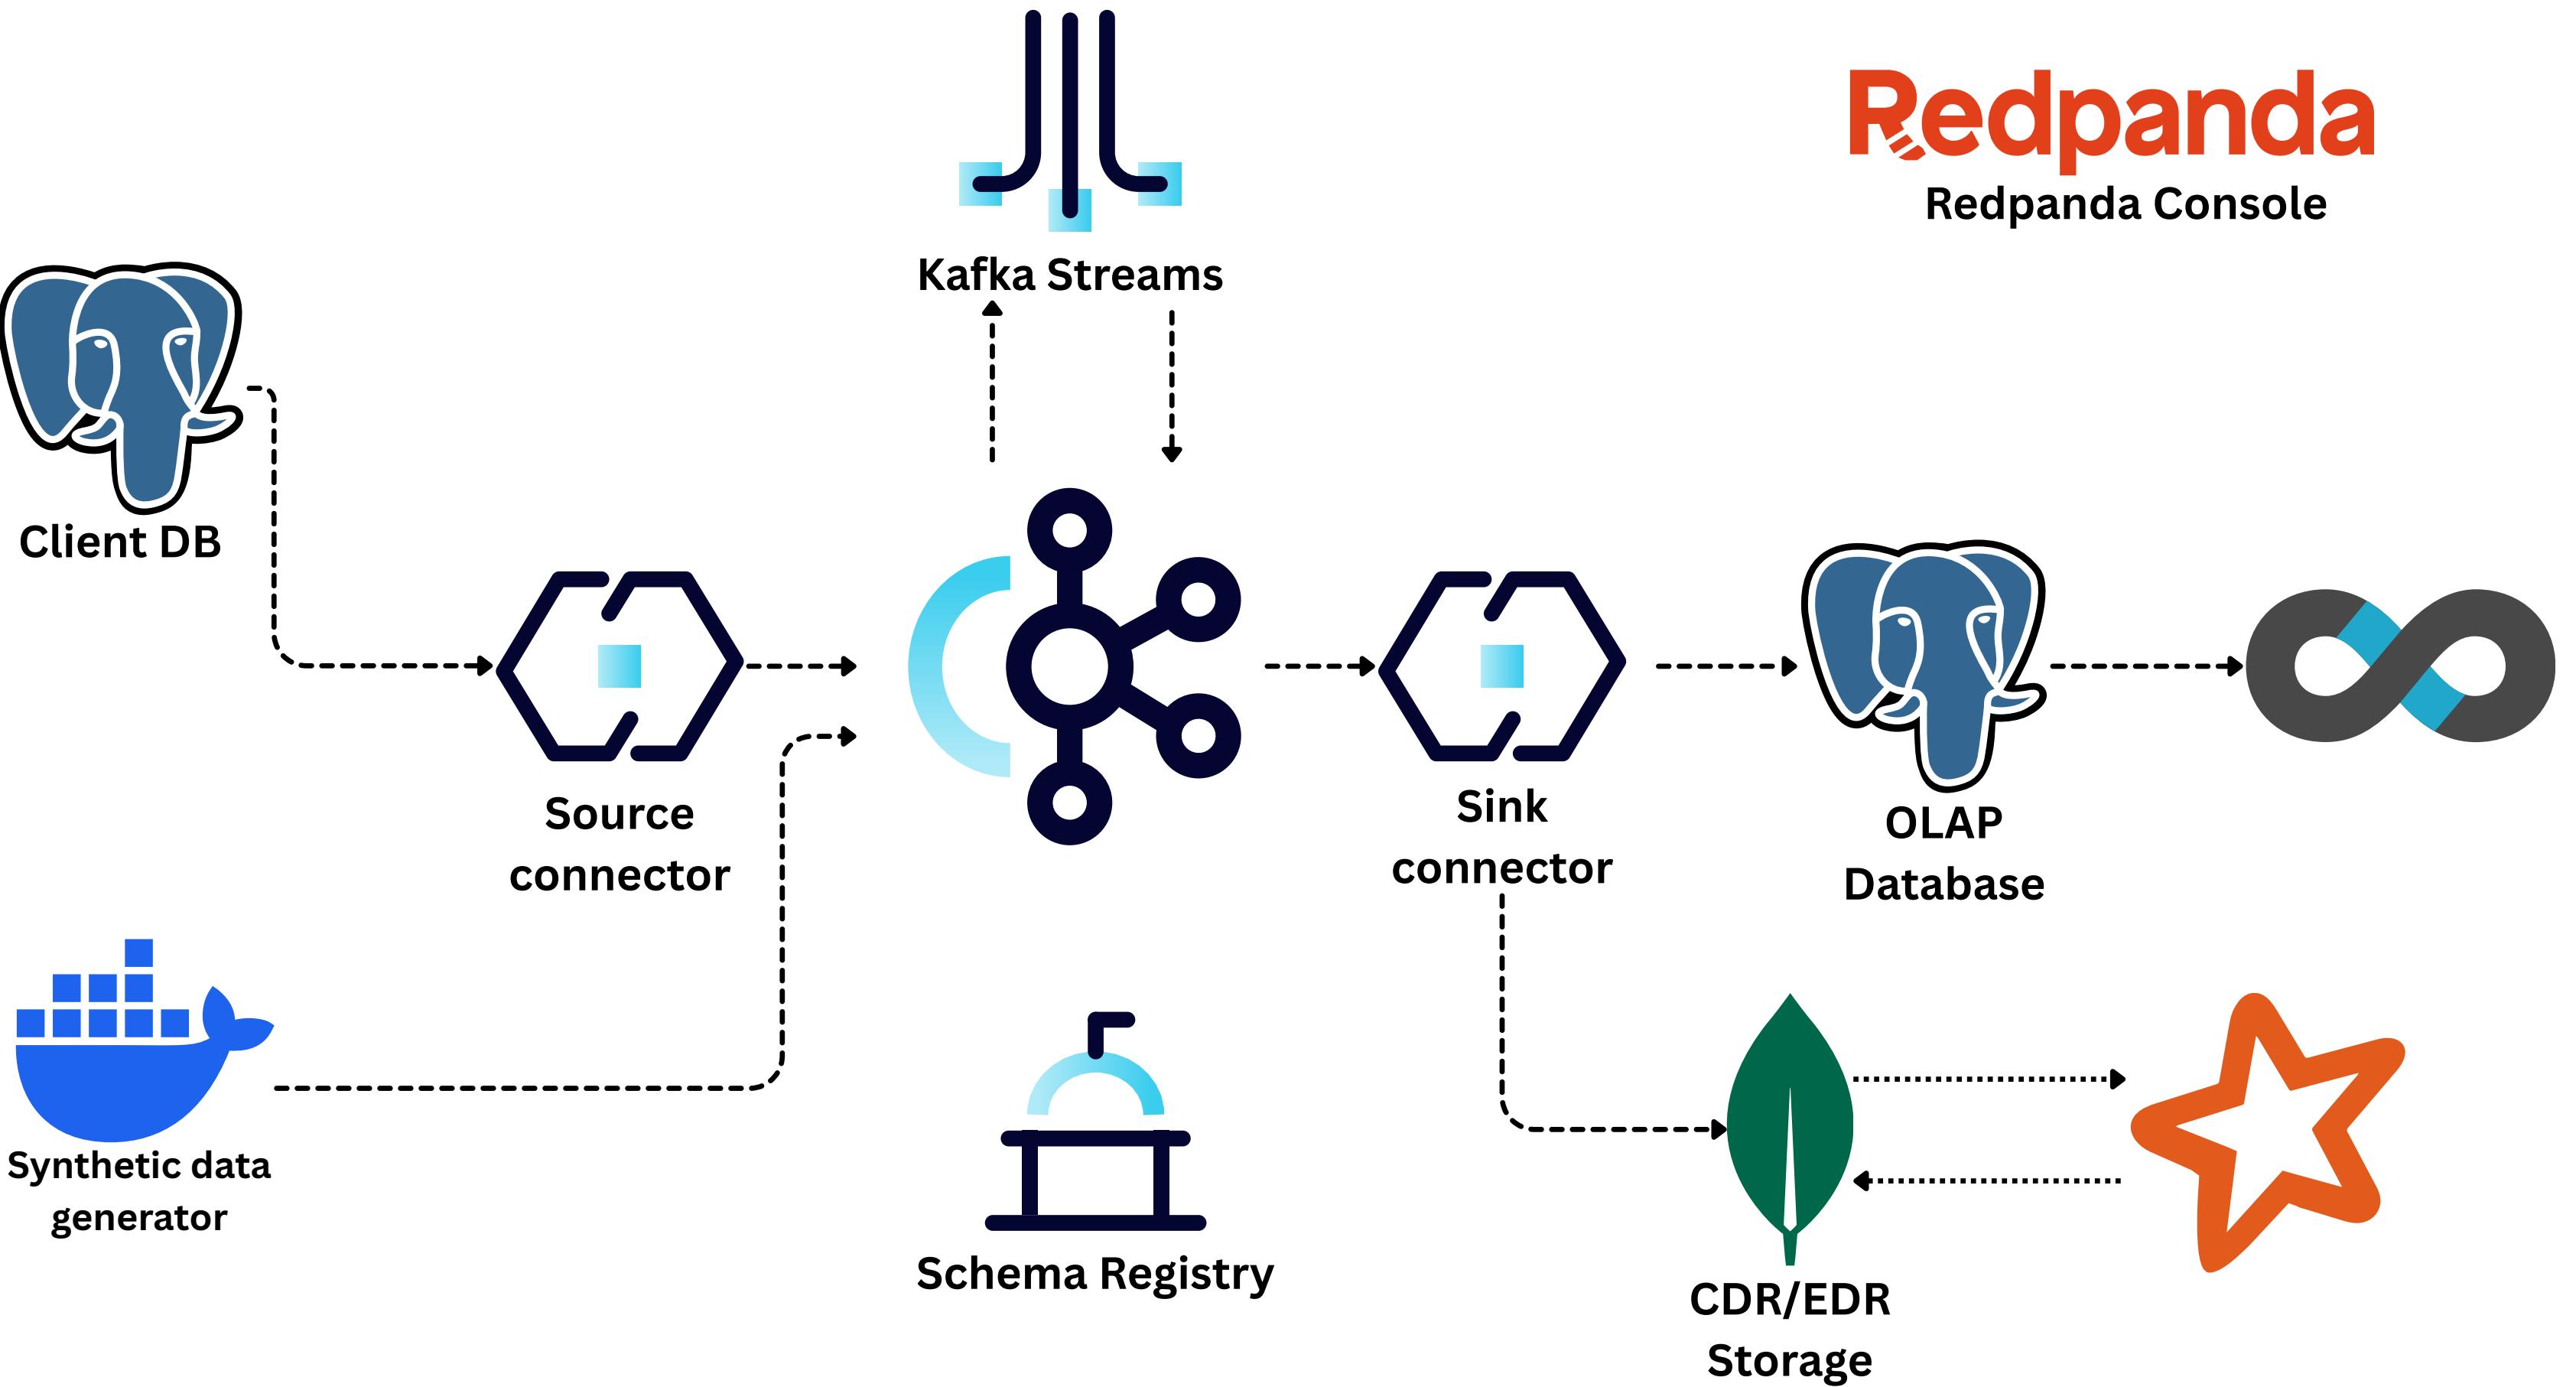 Redpanda
Redpanda Console
Kafka Streams
Client DB
Source
connector
Sink
connector
OLAP
Database
Synthetic data
generator
Schema Registry
CDR/EDR
Storage